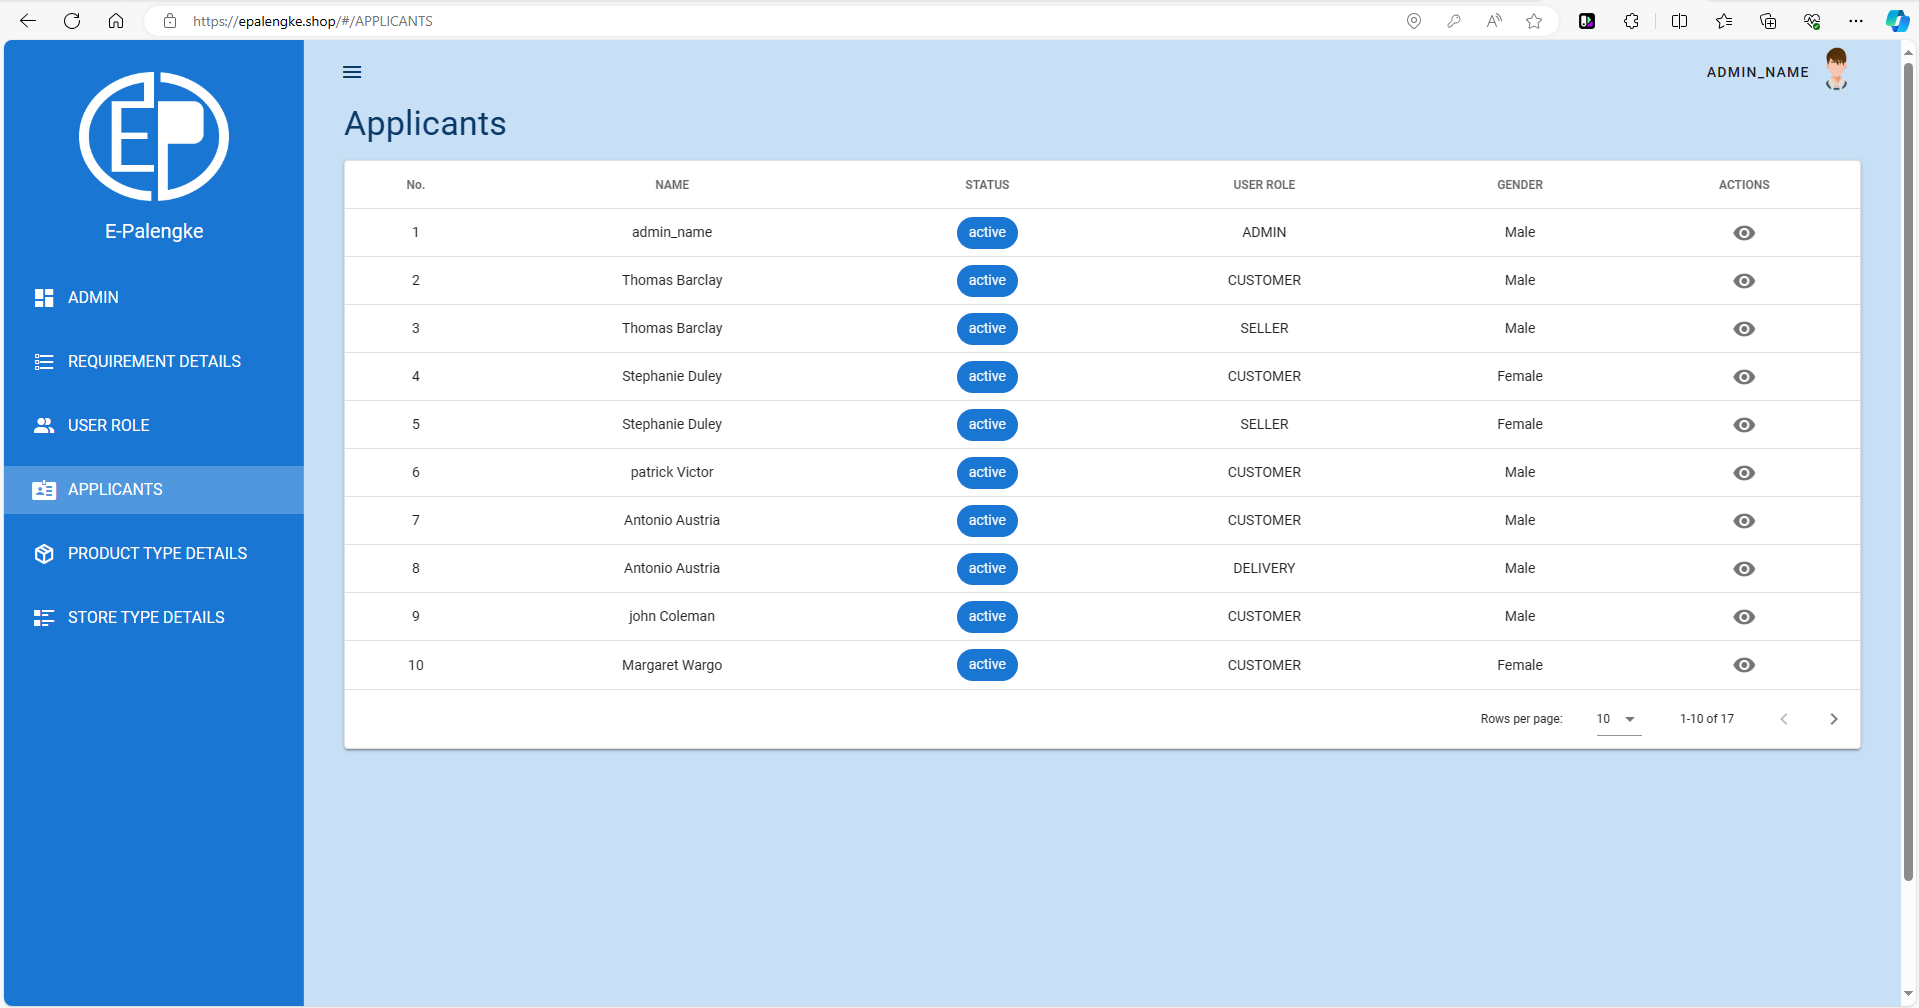 https://epalengke.shop/#/APPLICANTS
EP
E-Palengke
ADMIN
REQUIREMENT DETAILS
USER ROLE
APPLICANTS
PRODUCT TYPE DETAILS
STORE TYPE DETAILS
ADMIN_NAME
Applicants
No. NAME STATUS USER ROLE GENDER ACTIONS
1 admin_name active ADMIN Male
2 Thomas Barclay active CUSTOMER Male
3 Thomas Barclay active SELLER Male
4 Stephanie Duley active CUSTOMER Female
5 Stephanie Duley active SELLER Female
6 patrick Victor active CUSTOMER Male
7 Antonio Austria active CUSTOMER Male
8 Antonio Austria active DELIVERY Male
9 john Coleman active CUSTOMER Male
10 Margaret Wargo active CUSTOMER Female
Rows per page: 10 1-10 of 17